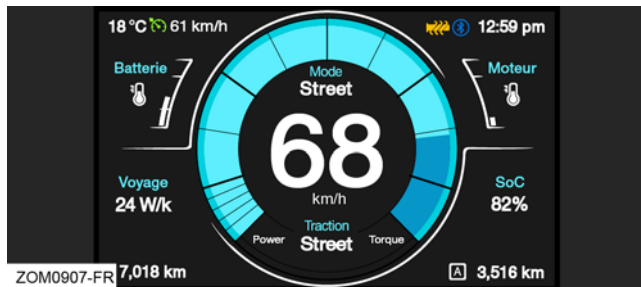 18 °C 61 km/h
12:59 pm
Batterie
Mode
Street
Moteur
68
km/h
Voyage
24 W/k
SoC
82%
Traction
Power Street Torque
ZOM0907-FR 7,018 km
A 3,516 km